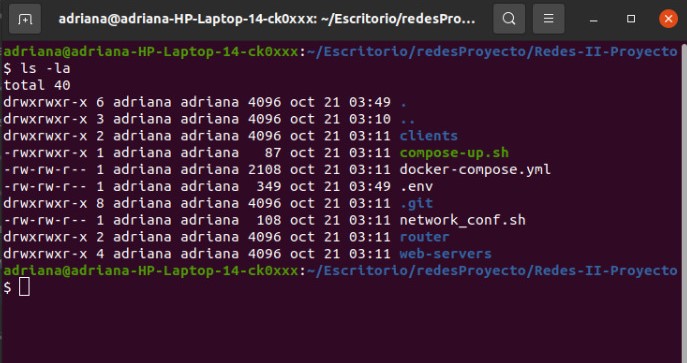 adriana@adriana-HP-Laptop-14-ck0xxx: ~/Escritorio/redesPro...
adriana@adriana-HP-Laptop-14-ck0xxx:~/Escritorio/redesProyecto/Redes-II-Proyecto
$ ls -la
total 40
drwxrwxr-x 6 adriana adriana 4096 oct 21 03:49 .
drwxrwxr-x 3 adriana adriana 4096 oct 21 03:10 ..
drwxrwxr-x 2 adriana adriana 4096 oct 21 03:11 clients
-rwxrwxr-x 1 adriana adriana   87 oct 21 03:11 compose-up.sh
-rw-rw-r-- 1 adriana adriana 2108 oct 21 03:11 docker-compose.yml
-rw-rw-r-- 1 adriana adriana  349 oct 21 03:49 .env
drwxrwxr-x 8 adriana adriana 4096 oct 21 03:11 .git
-rw-rw-r-- 1 adriana adriana  108 oct 21 03:11 network_conf.sh
drwxrwxr-x 2 adriana adriana 4096 oct 21 03:11 router
drwxrwxr-x 4 adriana adriana 4096 oct 21 03:11 web-servers
adriana@adriana-HP-Laptop-14-ck0xxx:~/Escritorio/redesProyecto/Redes-II-Proyecto
$